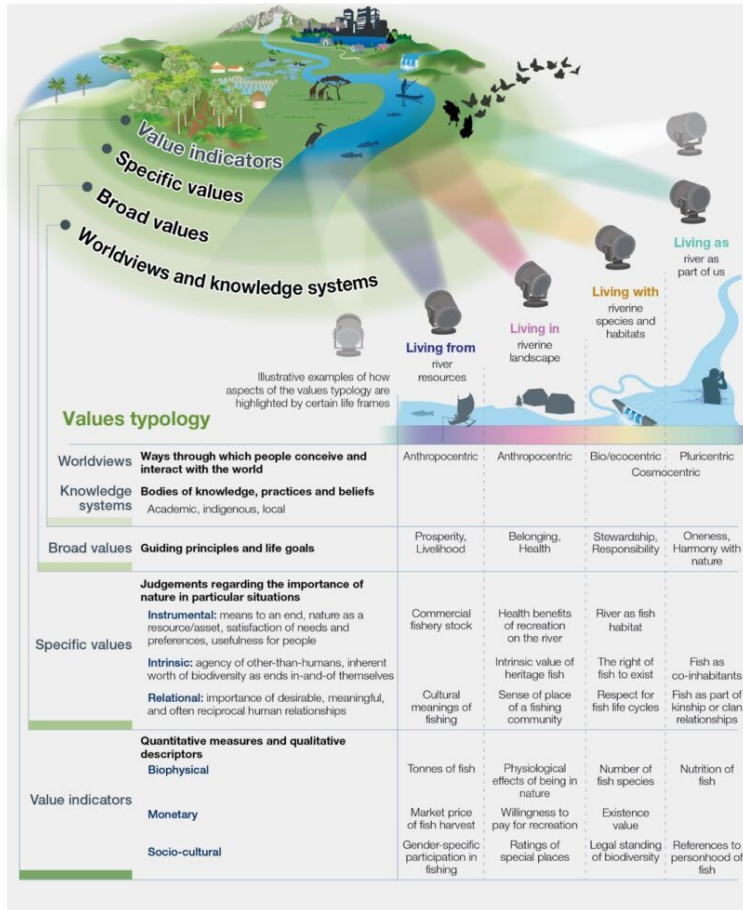 Value indicators
Specific values
Broad values
Worldviews and knowledge systems
Living as
river as
part of us
Living with
riverine
species and
habitats
Living in
riverine
landscape
Living from
river
resources
Illustrative examples of how
aspects of the values typology are
highlighted by certain life frames
Values typology
Worldviews
Ways through which people conceive and
interact with the world
Anthropocentric
Anthropocentric
Bio/ecocentric
Pluricentric
Cosmocentric
Knowledge
systems
Bodies of knowledge, practices and beliefs
Academic, indigenous, local
Broad values
Guiding principles and life goals
Prosperity,
Livelihood
Belonging,
Health
Stewardship,
Responsibility
Oneness,
Harmony with
nature
Specific values
Judgements regarding the importance of
nature in particular situations
Instrumental: means to an end, nature as a
resource/asset, satisfaction of needs and
preferences, usefulness for people
Commercial
fishery stock
Health benefits
of recreation
on the river
River as fish
habitat
Intrinsic: agency of other-than-humans, inherent
worth of biodiversity as ends in-and-of themselves
Intrinsic value of
heritage fish
The right of
fish to exist
Fish as
co-inhabitants
Relational: importance of desirable, meaningful,
and often reciprocal human relationships
Cultural
meanings of
fishing
Sense of place
of a fishing
community
Respect for
fish life cycles
Fish as part of
kinship or clan
relationships
Value indicators
Quantitative measures and qualitative
descriptors
Biophysical
Tonnes of fish
Physiological
effects of being in
nature
Number of
fish species
Nutrition of
fish
Monetary
Market price
of fish harvest
Willingness to
pay for recreation
Existence
value
Socio-cultural
Gender-specific
participation in
fishing
Ratings of
special places
Legal standing
of biodiversity
References to
personhood of
fish